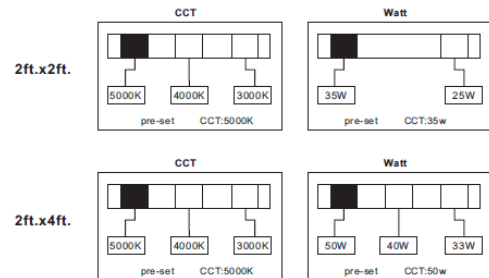 CCT Watt
2ft.x2ft.
5000K 4000K 3000K 35W 25W
pre-set CCT:5000K pre-set CCT:35w
CCT Watt
2ft.x4ft.
5000K 4000K 3000K 50W 40W 33W
pre-set CCT:5000K pre-set CCT:50w